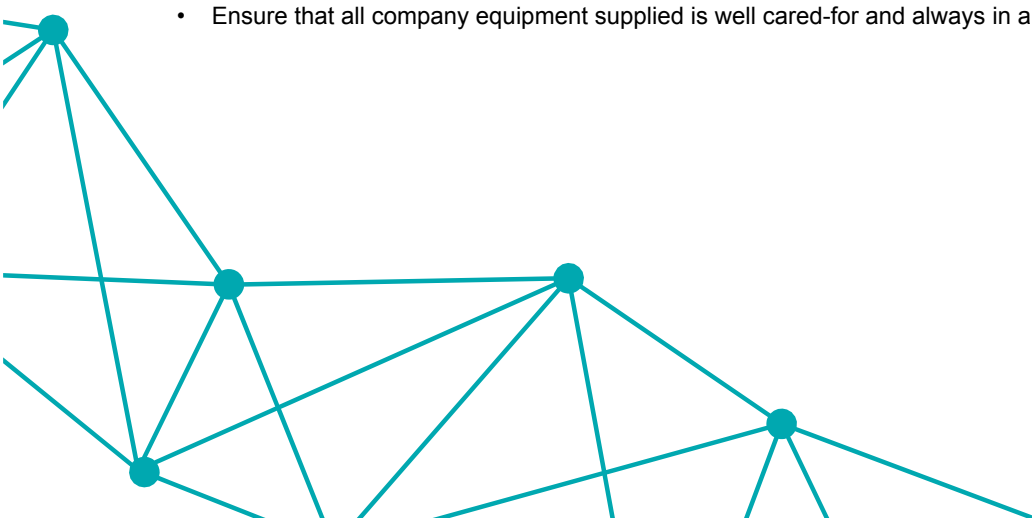 • Ensure that all company equipment supplied is well cared-for and always in a